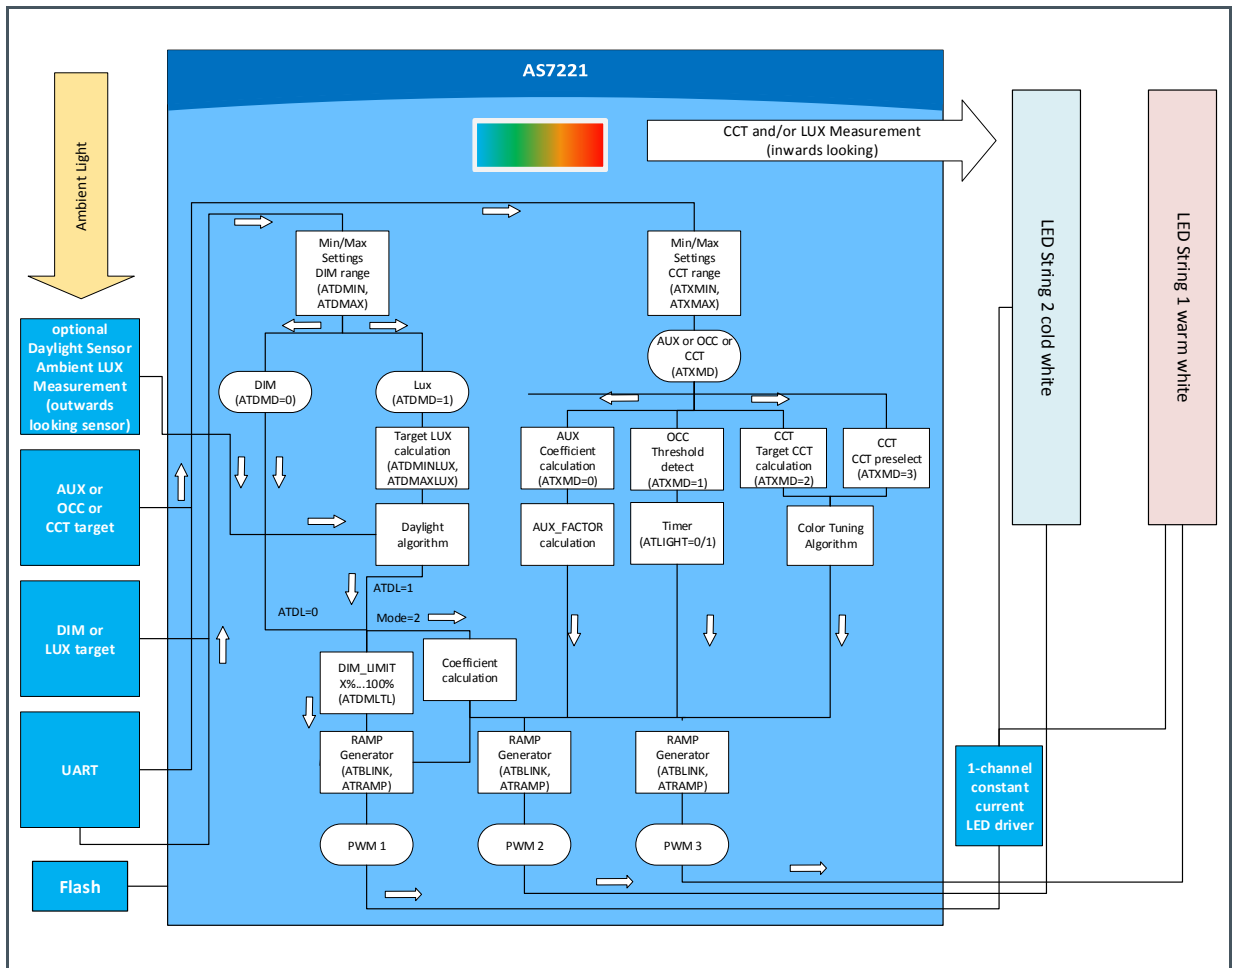 AS7221
Ambient Light
CCT and/or LUX Measurement
(inwards looking)
LED String 2 cold white
LED String 1 warm white
Min/Max
Settings
DIM range
(ATDMIN,
ATDMAX)
Min/Max
Settings
CCT range
(ATXMIN,
ATXMAX)
optional
Daylight Sensor
Ambient LUX
Measurement
(outwards
looking sensor)
DIM
(ATDMD=0)
Lux
(ATDMD=1)
AUX or OCC or
CCT
(ATXMD)
Target LUX
calculation
(ATDMINLUX,
ATDMAXLUX)
AUX
Coefficient
calculation
(ATXMD=0)
OCC
Threshold
detect
(ATXMD=1)
CCT
Target CCT
calculation
(ATXMD=2)
CCT
CCT preselect
(ATXMD=3)
AUX or
OCC or
CCT target
Daylight
algorithm
AUX_FACTOR
calculation
Timer
(ATLIGHT=0/1)
Color Tuning
Algorithm
ATDL=1
ATDL=0
Mode=2
DIM or
LUX target
DIM_LIMIT
X%...100%
(ATDMLTL)
Coefficient
calculation
UART
RAMP
Generator
(ATBLINK,
ATRAMP)
RAMP
Generator
(ATBLINK,
ATRAMP)
RAMP
Generator
(ATBLINK,
ATRAMP)
1-channel
constant
current
LED driver
PWM 1
PWM 2
PWM 3
Flash